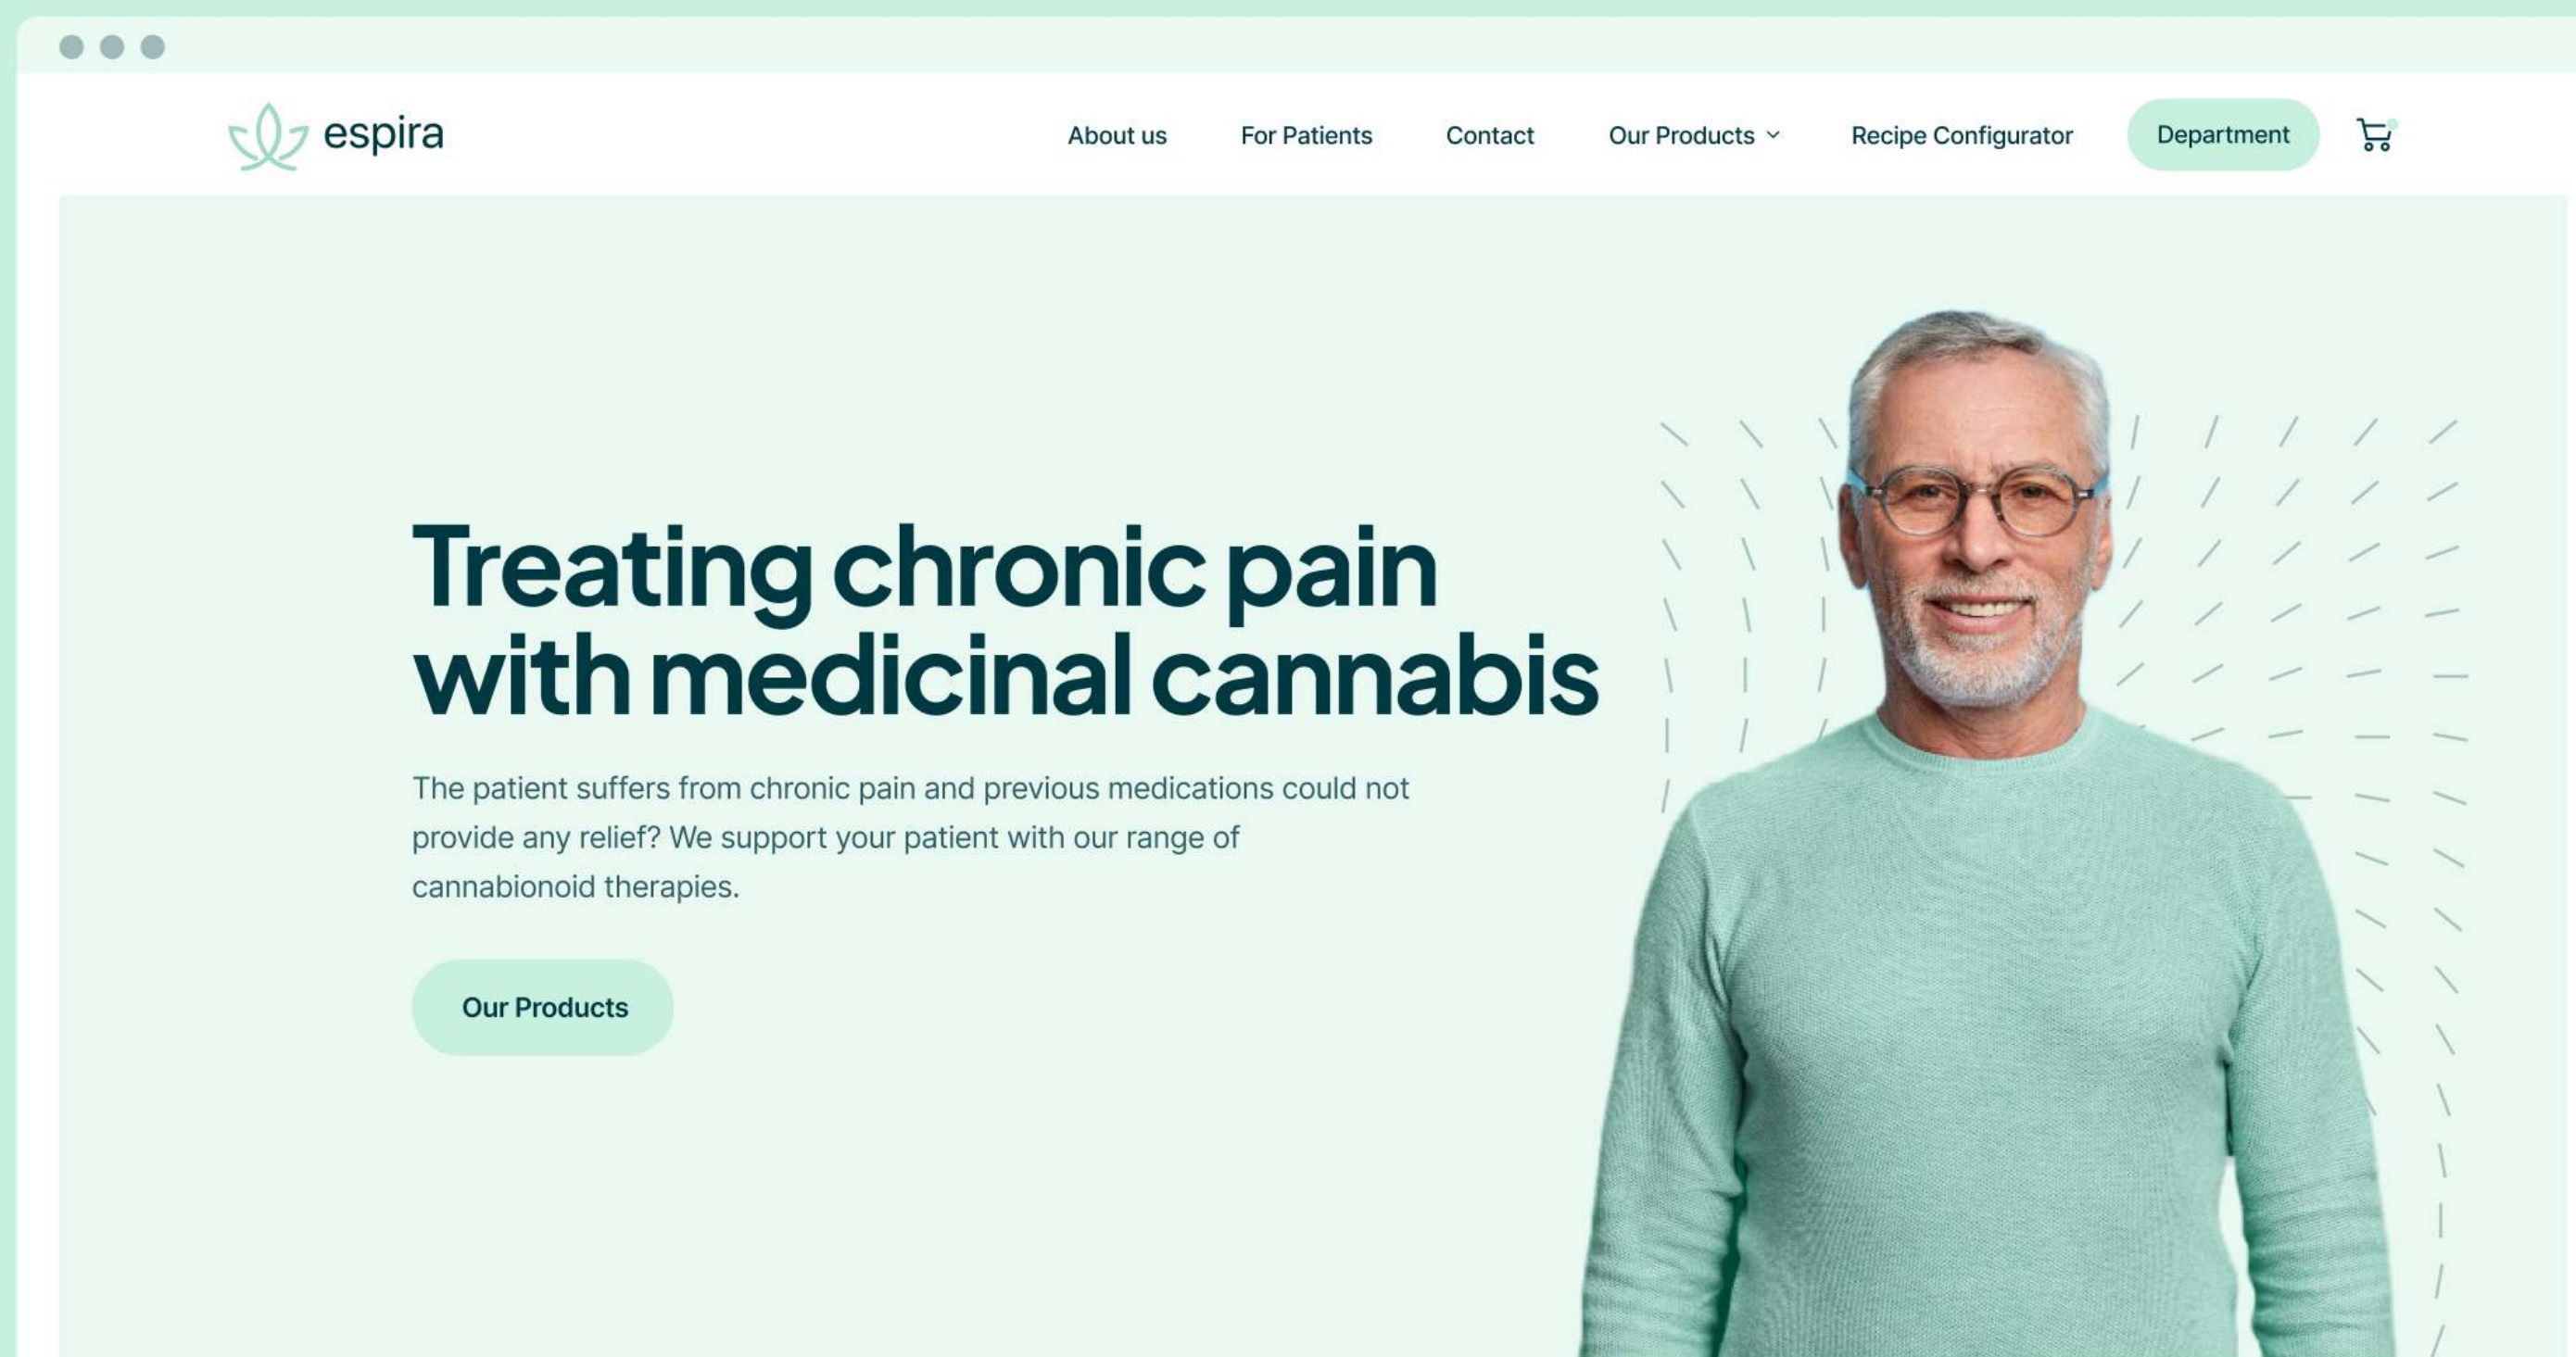 espira
About us
For Patients
Contact
Our Products
Recipe Configurator
Department
Treating chronic pain
with medicinal cannabis
The patient suffers from chronic pain and previous medications could not
provide any relief? We support your patient with our range of
cannabionoid therapies.
Our Products